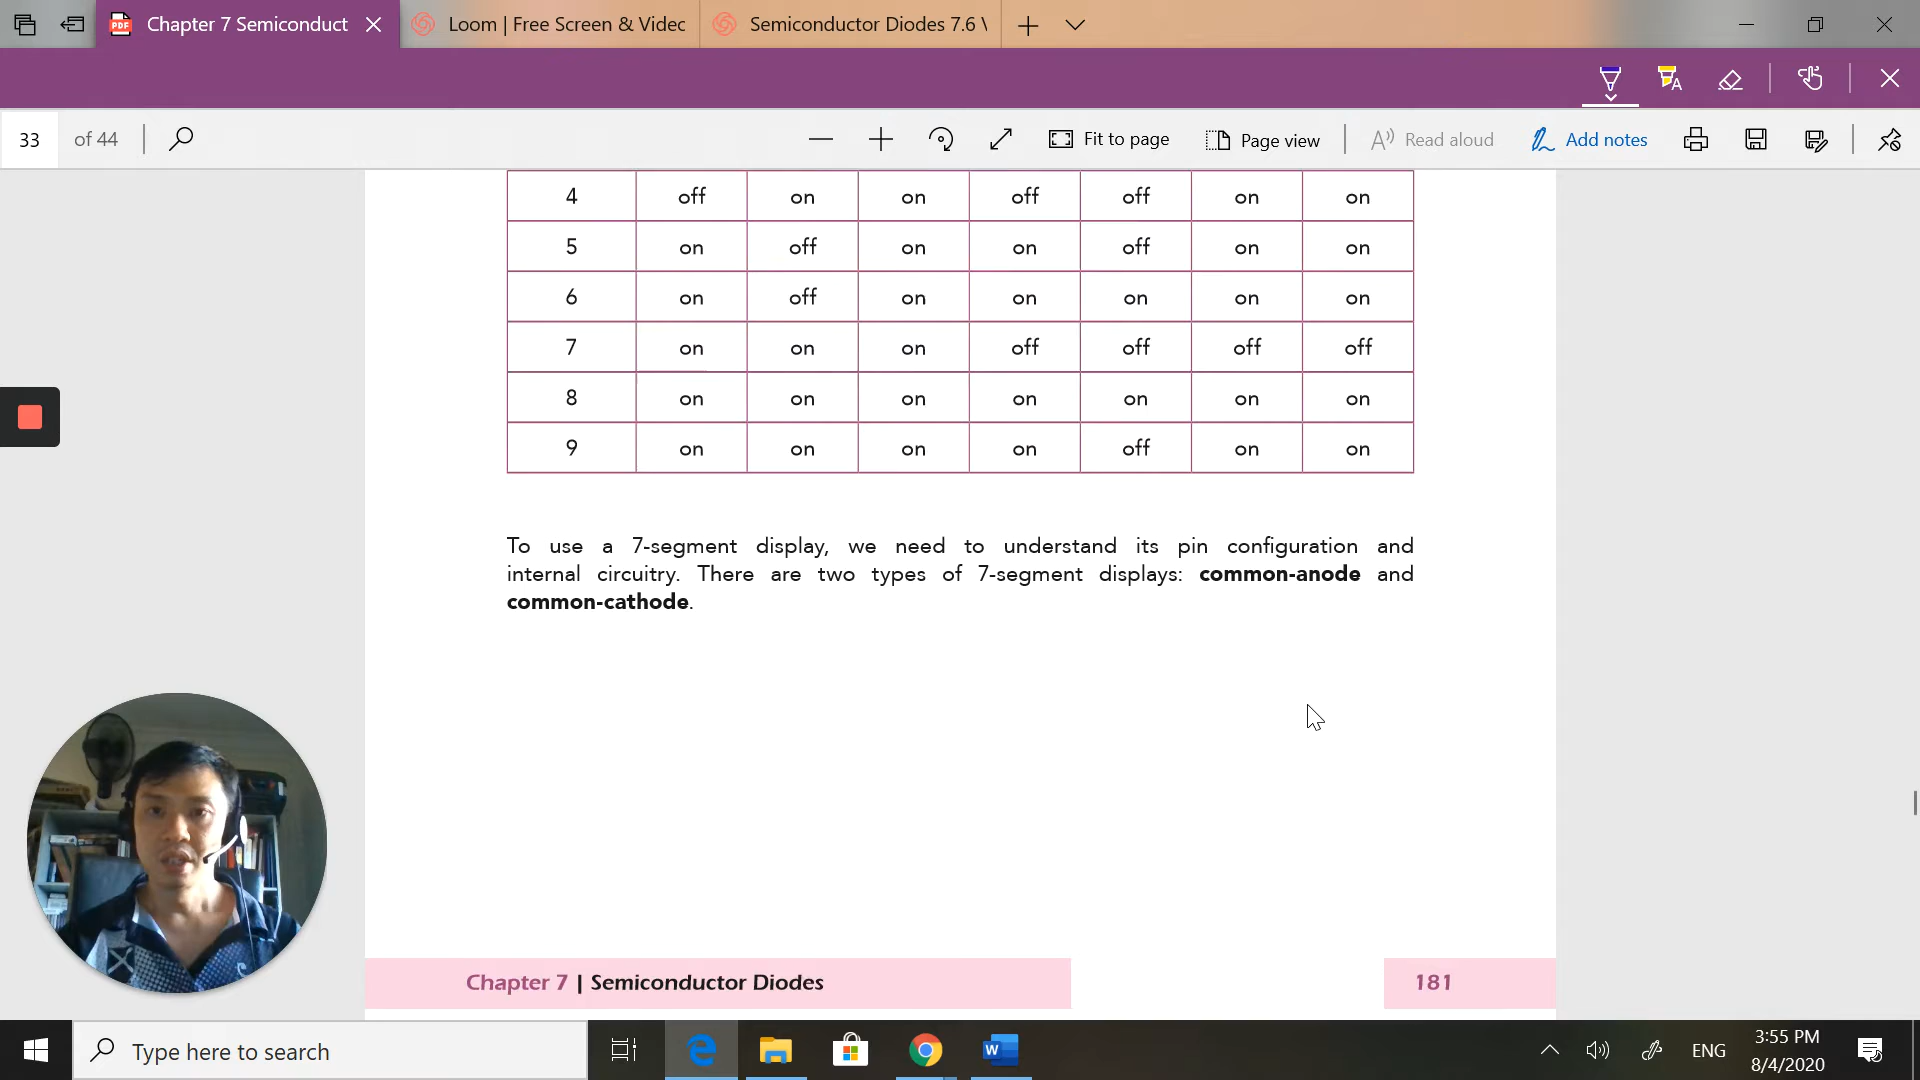 Chapter 7 Semiconduct
Loom | Free Screen & Videc
Semiconductor Diodes 7.6 \
33 of 44
Fit to page
Page view
Read aloud
Add notes
4 off on on off off on on
5 on off on on off on on
6 on off on on on on on
7 on on on off off off off
8 on on on on on on on
9 on on on on off on on
To use a 7-segment display, we need to understand its pin configuration and
internal circuitry. There are two types of 7-segment displays: common-anode and
common-cathode.
Chapter 7 | Semiconductor Diodes
181
Type here to search
ENG
3:55 PM
8/4/2020